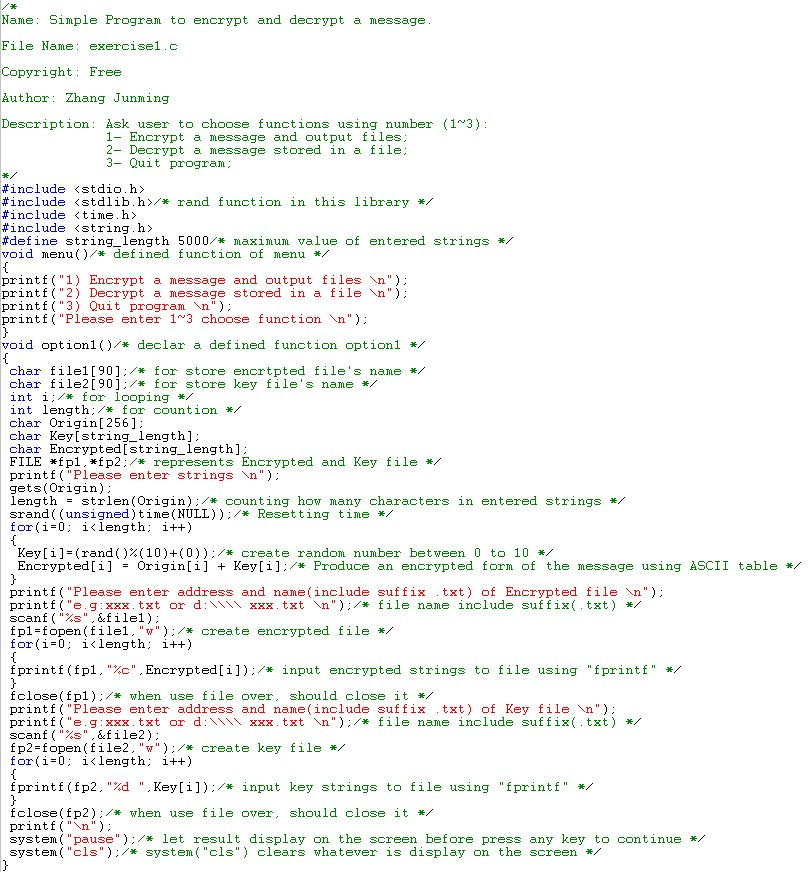 /*
Name: Simple Program to encrypt and decrypt a message.
File Name: exercise1.c
Copyright: Free
Author: Zhang Junming
Description: Ask user to choose functions using number (1~3):
1- Encrypt a message and output files;
2- Decrypt a message stored in a file;
3- Quit program;
*/
#include <stdio.h>
#include <stdlib.h>/* rand function in this library */
#include <time.h>
#include <string.h>
#define string_length 5000/* maximum value of entered strings */
void menu()/* defined function of menu */
{
printf("1) Encrypt a message and output files \n");
printf("2) Decrypt a message stored in a file \n");
printf("3) Quit program \n");
printf("Please enter 1~3 choose function \n");
}
void option1()/* declar a defined function option1 */
{
char file1[90];/* for store encrtpted file's name */
char file2[90];/* for store key file's name */
int i;/* for looping */
int length;/* for countion */
char Origin[256];
char Key[string_length];
char Encrypted[string_length];
FILE *fp1,*fp2;/* represents Encrypted and Key file */
printf("Please enter strings \n");
gets(Origin);
length = strlen(Origin);/* counting how many characters in entered strings */
srand((unsigned)time(NULL));/* Resetting time */
for(i=0; i<length; i++)
{
Key[i]=(rand()%(10)+(0));/* create random number between 0 to 10 */
Encrypted[i] = Origin[i] + Key[i];/* Produce an encrypted form of the message using ASCII table */
}
printf("Please enter address and name(include suffix .txt) of Encrypted file \n");
printf("e.g:xxx.txt or d:\\\\ xxx.txt \n");/* file name include suffix(.txt) */
scanf("%s",&file1);
fp1=fopen(file1,"w");/* create encrypted file */
for(i=0; i<length; i++)
{
fprintf(fp1,"%c",Encrypted[i]);/* input encrypted strings to file using "fprintf" */
}
fclose(fp1);/* when use file over, should close it */
printf("Please enter address and name(include suffix .txt) of Key file \n");
printf("e.g:xxx.txt or d:\\\\ xxx.txt \n");/* file name include suffix(.txt) */
scanf("%s",&file2);
fp2=fopen(file2,"w");/* create key file */
for(i=0; i<length; i++)
{
fprintf(fp2,"%d ",Key[i]);/* input key strings to file using "fprintf" */
}
fclose(fp2);/* when use file over, should close it */
printf("\n");
system("pause");/* let result display on the screen before press any key to continue */
system("cls");/* system("cls") clears whatever is display on the screen */
}